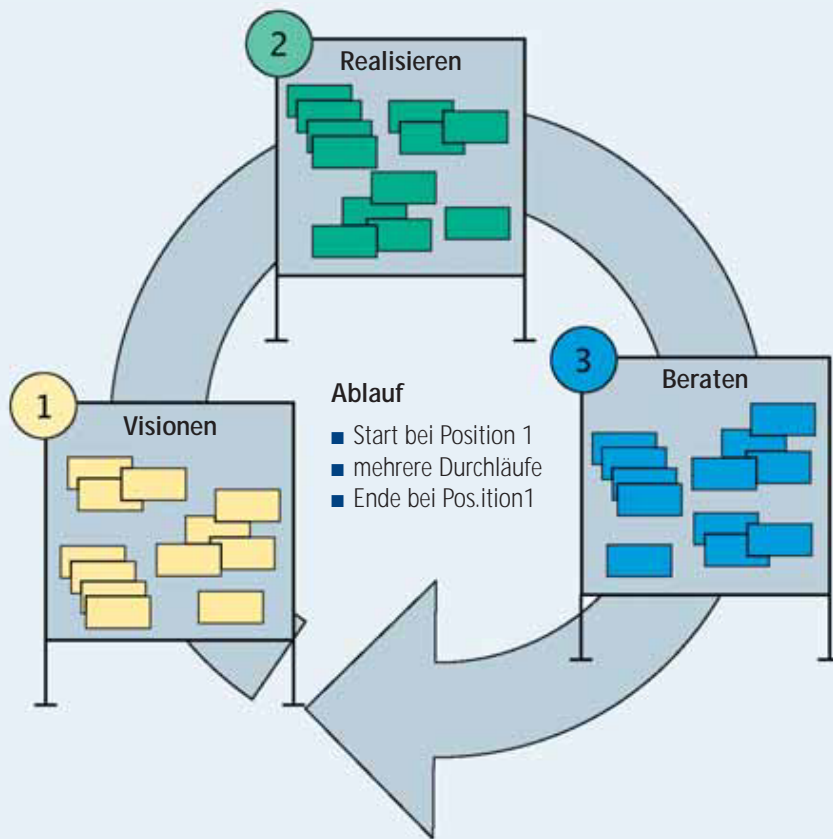 2
Realisieren
3
Beraten
1
Visionen
Ablauf
■ Start bei Position 1
■ mehrere Durchläufe
■ Ende bei Pos.ition1